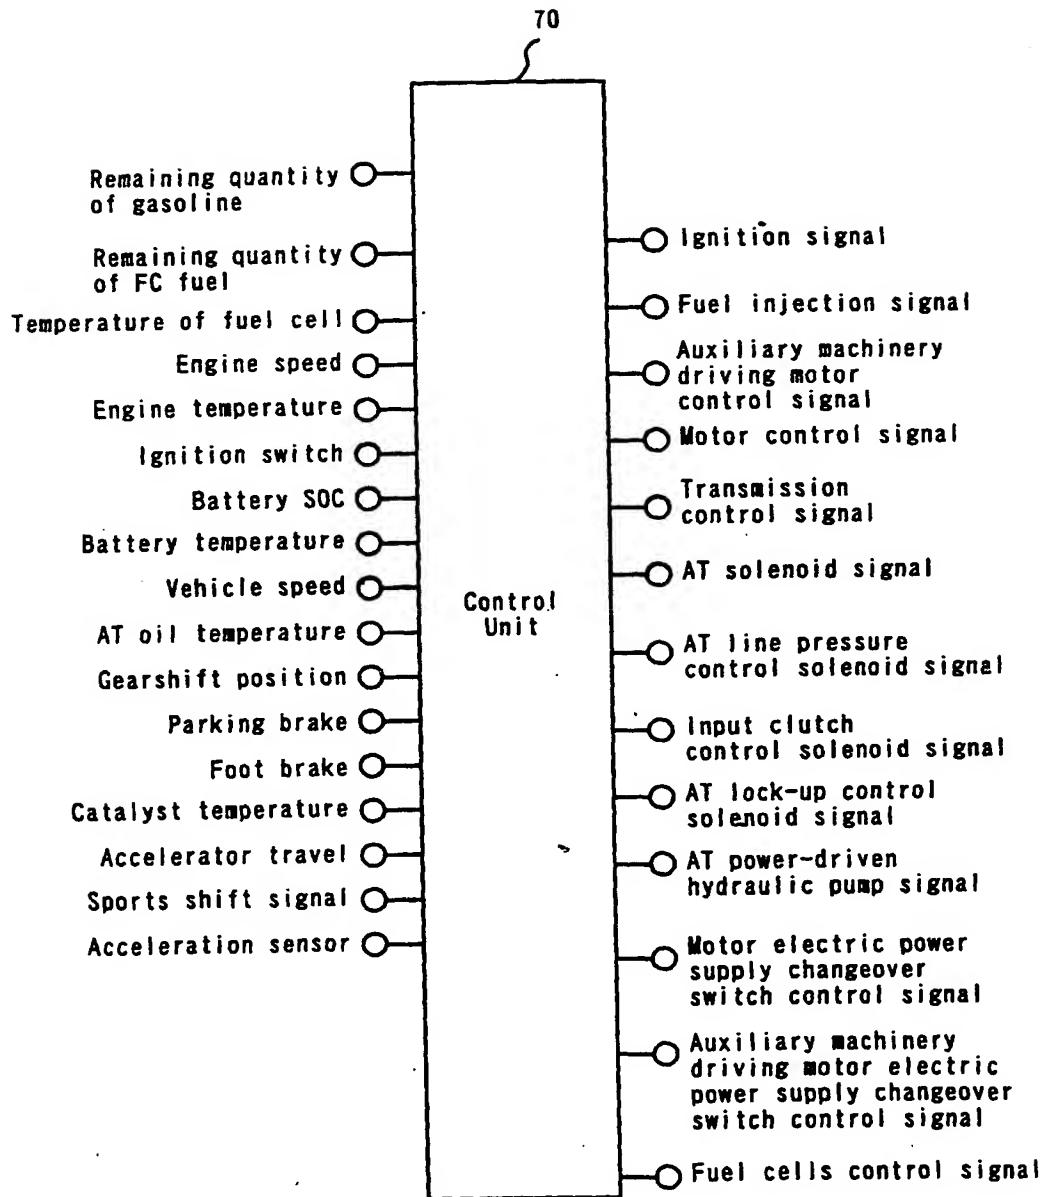 70
Remaining quantity
of gasoline
Remaining quantity
of FC fuel
Temperature of fuel cell
Engine speed
Engine temperature
Ignition switch
Battery SOC
Battery temperature
Vehicle speed
AT oil temperature
Gearshift position
Parking brake
Foot brake
Catalyst temperature
Accelerator travel
Sports shift signal
Acceleration sensor
Control
Unit
Ignition signal
Fuel injection signal
Auxiliary machinery
driving motor
control signal
Motor control signal
Transmission
control signal
AT solenoid signal
AT line pressure
control solenoid signal
Input clutch
control solenoid signal
AT lock-up control
solenoid signal
AT power-driven
hydraulic pump signal
Motor electric power
supply changeover
switch control signal
Auxiliary machinery
driving motor electric
power supply changeover
switch control signal
Fuel cells control signal